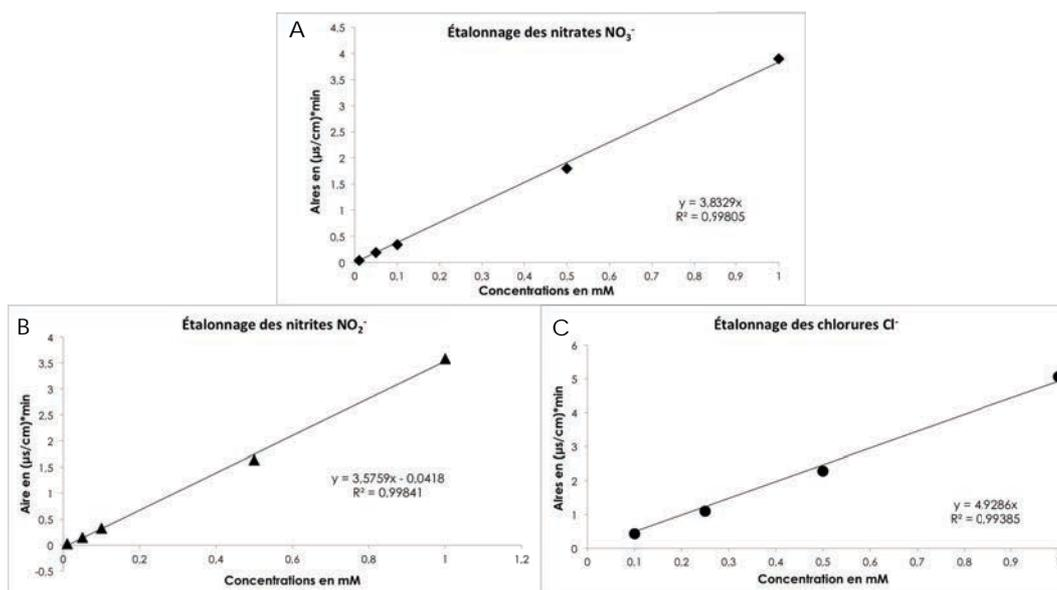 A
Étalonnage des nitrates NO₃⁻
Aires en (µs/cm)*min
4.5
4
3.5
3
2.5
2
1.5
1
0.5
0
y = 3,8329x
R² = 0,99805
0 0.1 0.2 0.3 0.4 0.5 0.6 0.7 0.8 0.9 1
Concentrations en mM
B
Étalonnage des nitrites NO₂⁻
Aire en (µs/cm)*min
4
3.5
3
2.5
2
1.5
1
0.5
0
-0.5
y = 3,5759x - 0.0418
R² = 0,99841
0 0.2 0.4 0.6 0.8 1 1.2
Concentrations en mM
C
Étalonnage des chlorures Cl⁻
Aires en (µs/cm)*min
6
5
4
3
2
1
0
y = 4.9286x
R² = 0,99385
0 0.1 0.2 0.3 0.4 0.5 0.6 0.7 0.8 0.9 1
Concentration en mM